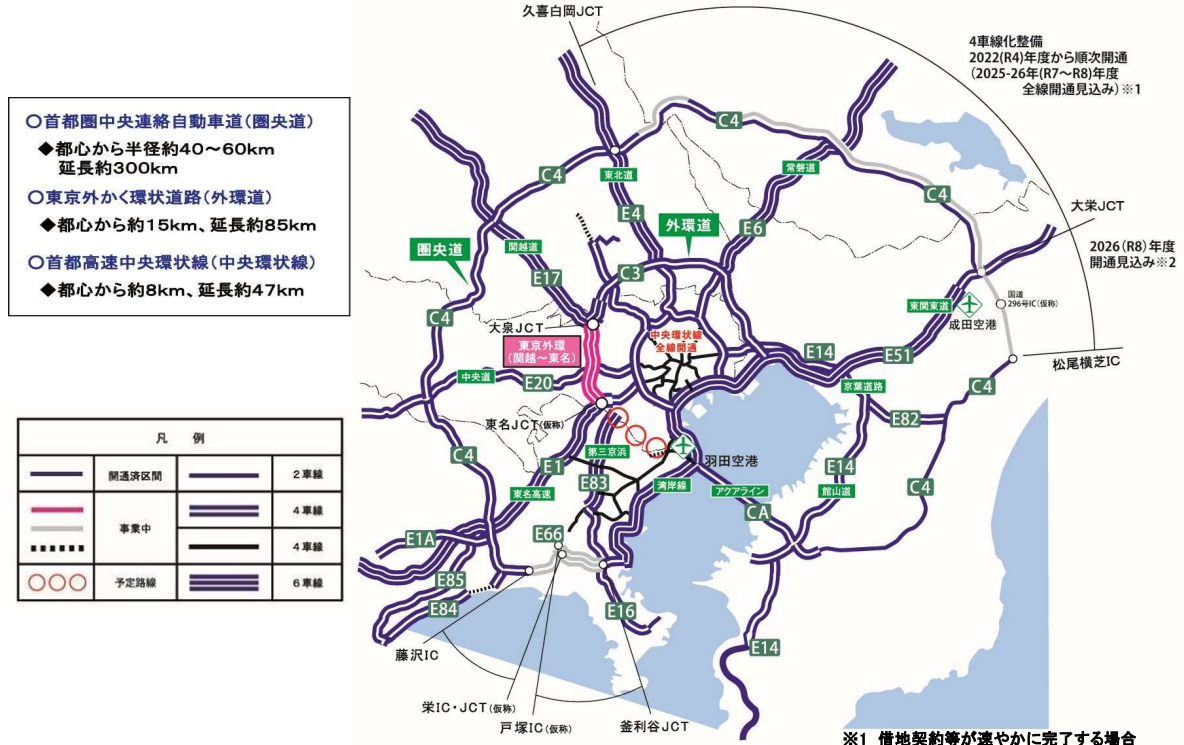 ○首都圏中央連絡自動車道(圏央道)
◆都心から半径約40～60km
延長約300km
○東京外かく環状道路(外環道)
◆都心から約15km、延長約85km
○首都高速中央環状線(中央環状線)
◆都心から約8km、延長約47km
凡 例
開通済区間
2車線
事業中
4車線
4車線
予定路線
6車線
久喜白岡JCT
4車線化整備
2022(R4)年度から順次開通
(2025-26年(R7～R8)年度
全線開通見込み)※1
C4
C4
東北道
常磐道
C4
C4
大栄JCT
E4
外環道
E6
2026(R8)年度
開通見込み※2
圏央道
関越道
E17
C3
国道
296号IC(仮称)
東関東道
成田空港
C4
大泉JCT
東京外環
(関越～東名)
中央環状線
全線開通
E14
E51
松尾横芝IC
中央道
E20
京葉道路
C4
E82
東名JCT(仮称)
C4
第三京浜
羽田空港
E1
E83
東名高速
湾岸線
アクアライン
E14
館山道
C4
CA
E1A
E66
E85
E84
E16
E14
藤沢IC
栄IC・JCT(仮称)
戸塚IC(仮称)
釜利谷JCT
※1 借地契約等が速やかに完了する場合